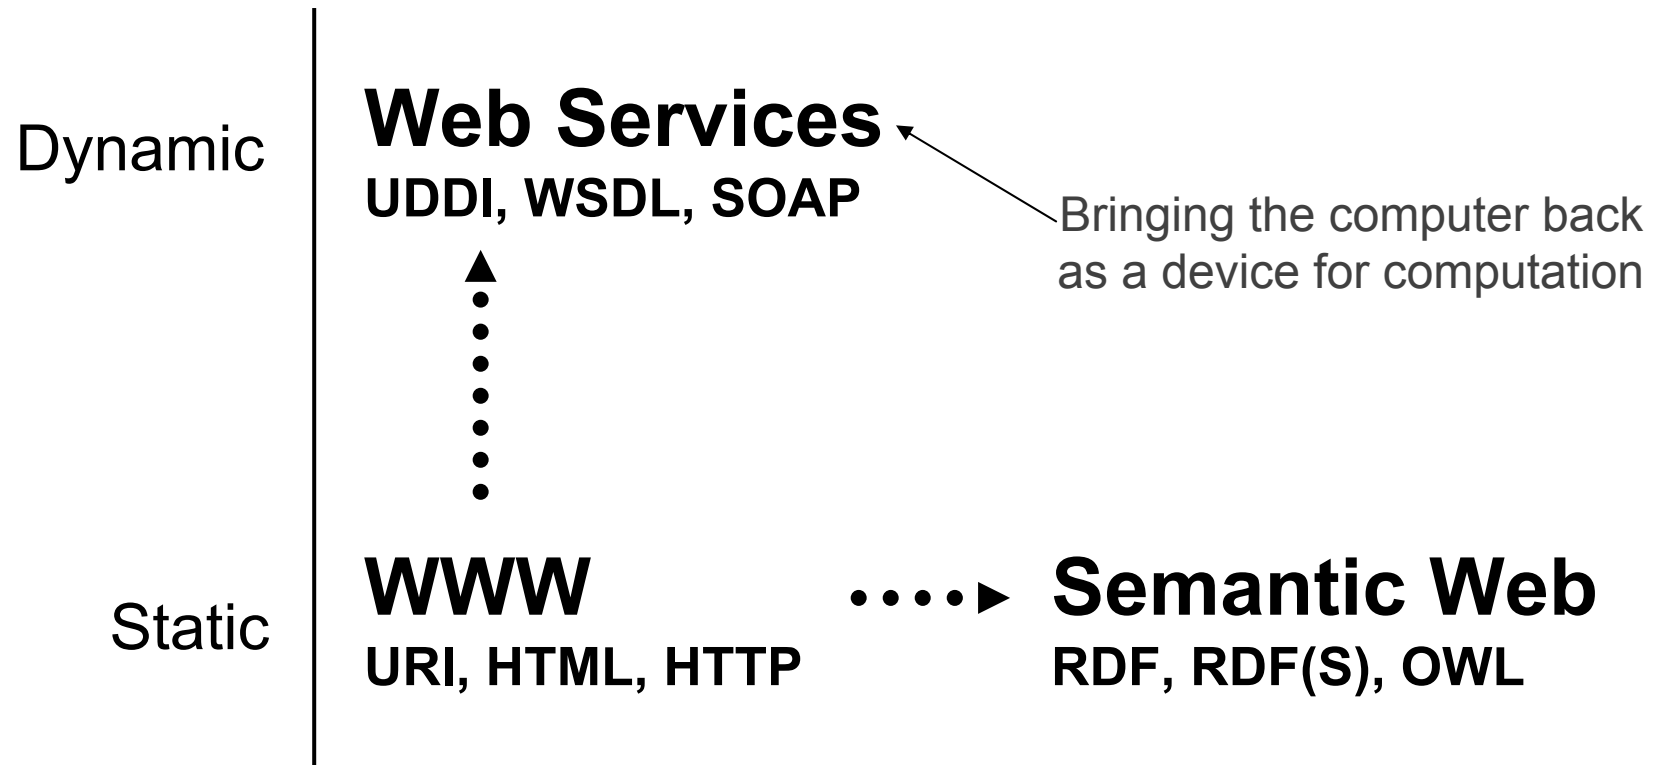 Dynamic
Web Services
UDDI, WSDL, SOAP
Bringing the computer back
as a device for computation
Static
WWW
URI, HTML, HTTP
Semantic Web
RDF, RDF(S), OWL